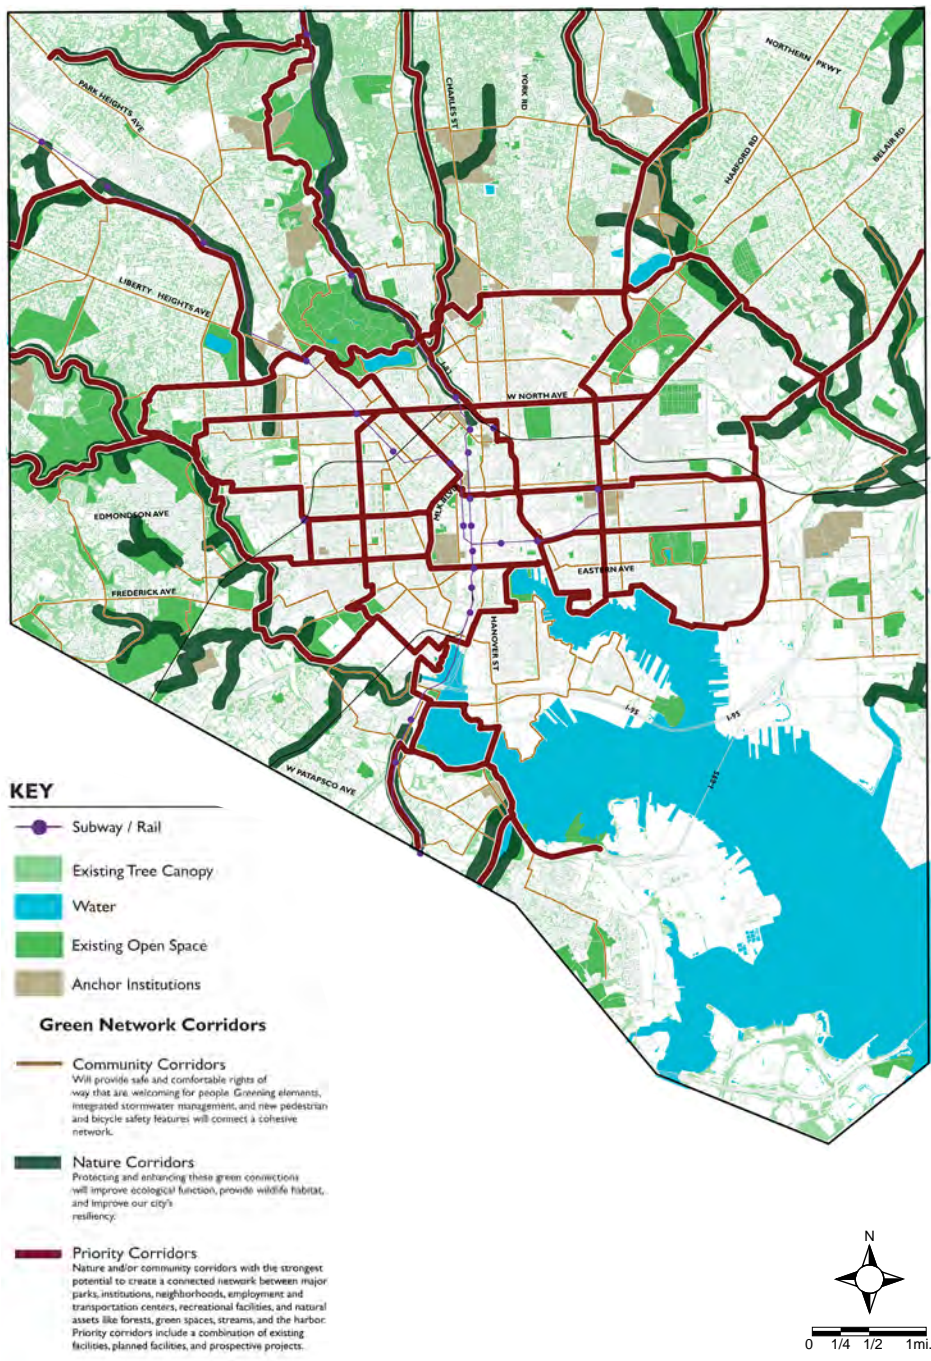 NORTHERN PKWY
PARK HEIGHTS AVE
CHARLES ST
YORK RD
HARFORD RD
BELAIR RD
LIBERTY HEIGHTS AVE
I-83
W NORTH AVE
MLK BLVD
EDMONDSON AVE
EASTERN AVE
FREDERICK AVE
HANOVER ST
I-95
I-95
I-895
W PATAPSCO AVE
KEY
Subway / Rail
Existing Tree Canopy
Water
Existing Open Space
Anchor Institutions
Green Network Corridors
Community Corridors
Will provide safe and comfortable rights of
way that are welcoming for people. Greening elements,
integrated stormwater management, and new pedestrian
and bicycle safety features will connect a cohesive
network.
Nature Corridors
Protecting and enhancing these green connections
will improve ecological function, provide wildlife habitat,
and improve our city's
resiliency.
Priority Corridors
Nature and/or community corridors with the strongest
potential to create a connected network between major
parks, institutions, neighborhoods, employment and
transportation centers, recreational facilities, and natural
assets like forests, green spaces, streams, and the harbor.
Priority corridors include a combination of existing
facilities, planned facilities, and prospective projects.
N
0 1/4 1/2 1mi.